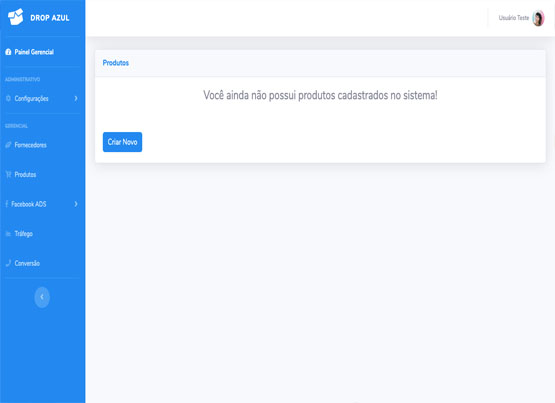 DROP AZUL
Usuário Teste
Painel Gerencial
ADMINISTRATIVO
Configurações
GERENCIAL
Fornecedores
Produtos
Facebook ADS
Tráfego
Conversão
Produtos
Você ainda não possui produtos cadastrados no sistema!
Criar Novo